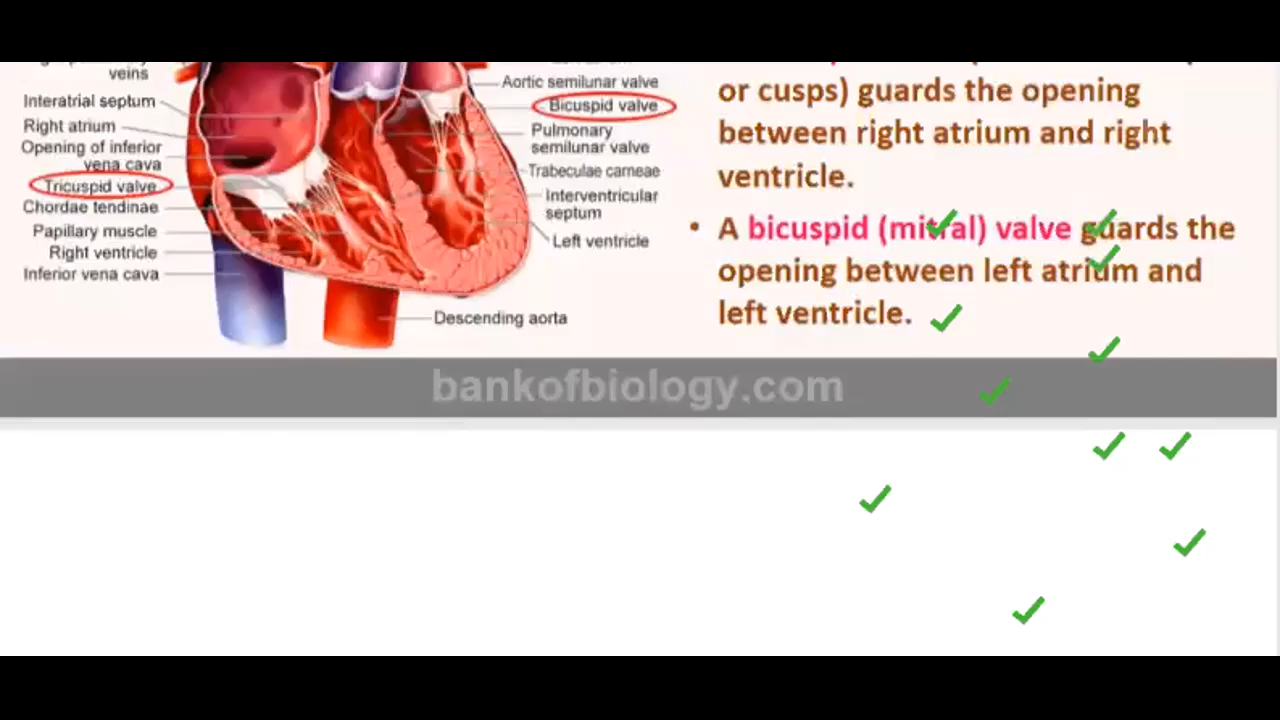 veins
Interatrial septum
Right atrium
Opening of inferior
vena cava
Tricuspid valve
Chordae tendinae
Papillary muscle
Right ventricle
Inferior vena cava
Aortic semilunar valve
Bicuspid valve
Pulmonary
semilunar valve
Trabeculae carneae
Interventricular
septum
Left ventricle
Descending aorta
or cusps) guards the opening
between right atrium and right
ventricle.
• A bicuspid (mitral) valve guards the
opening between left atrium and
left ventricle.
bankofbiology.com